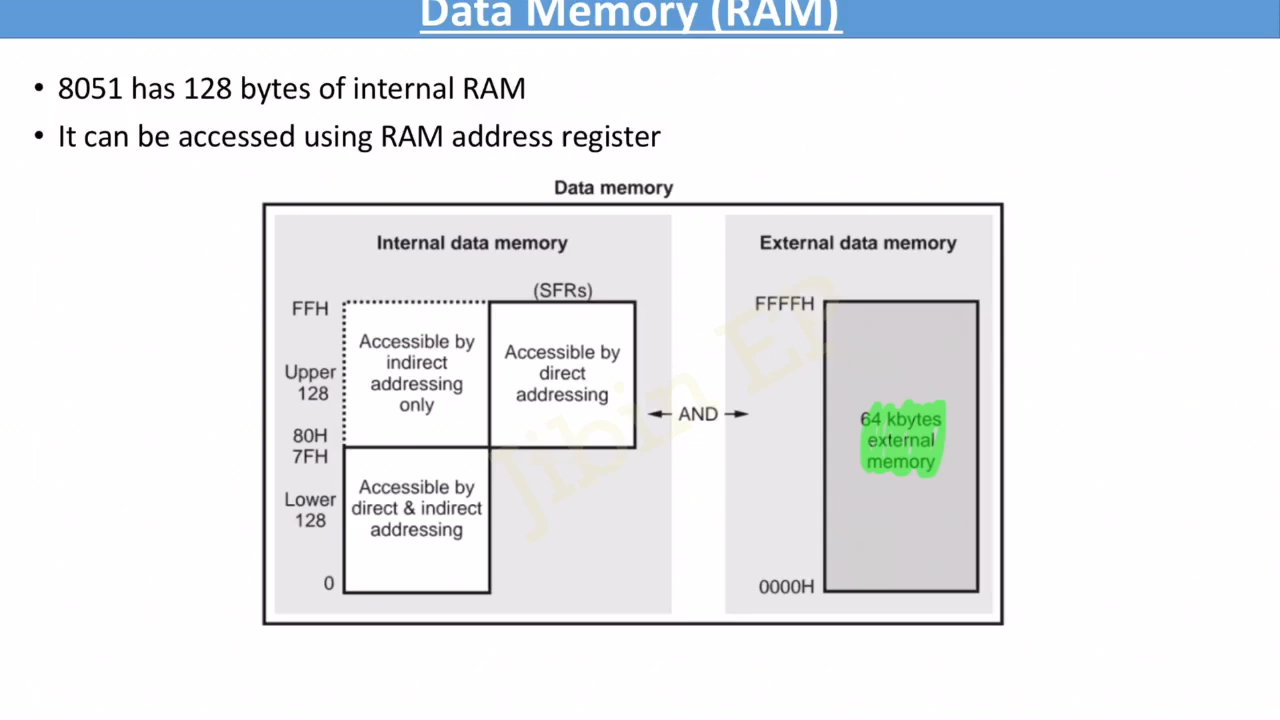 Data Memory (RAM)
• 8051 has 128 bytes of internal RAM
• It can be accessed using RAM address register
Data memory
Internal data memory
(SFRs)
FFH
Accessible by
indirect
addressing
only
Accessible by
direct
addressing
Upper
128
80H
7FH
Accessible by
direct & indirect
addressing
Lower
128
0
AND
External data memory
FFFFH
64 kbytes
external
memory
0000H
Jibin EP